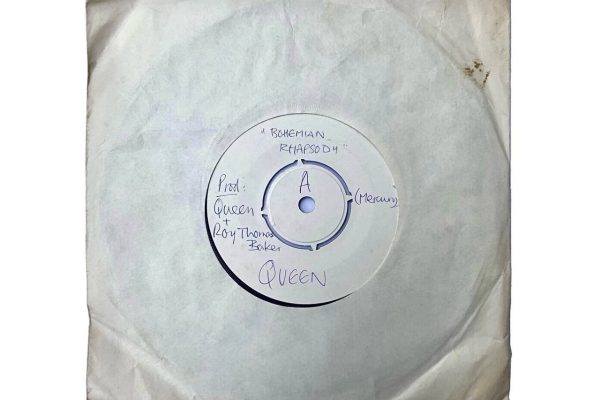 "BOHEMIAN
RHAPSODY"
A
Prod:
Queen
+
Roy Thomas
Baker
(Mercury)
QUEEN